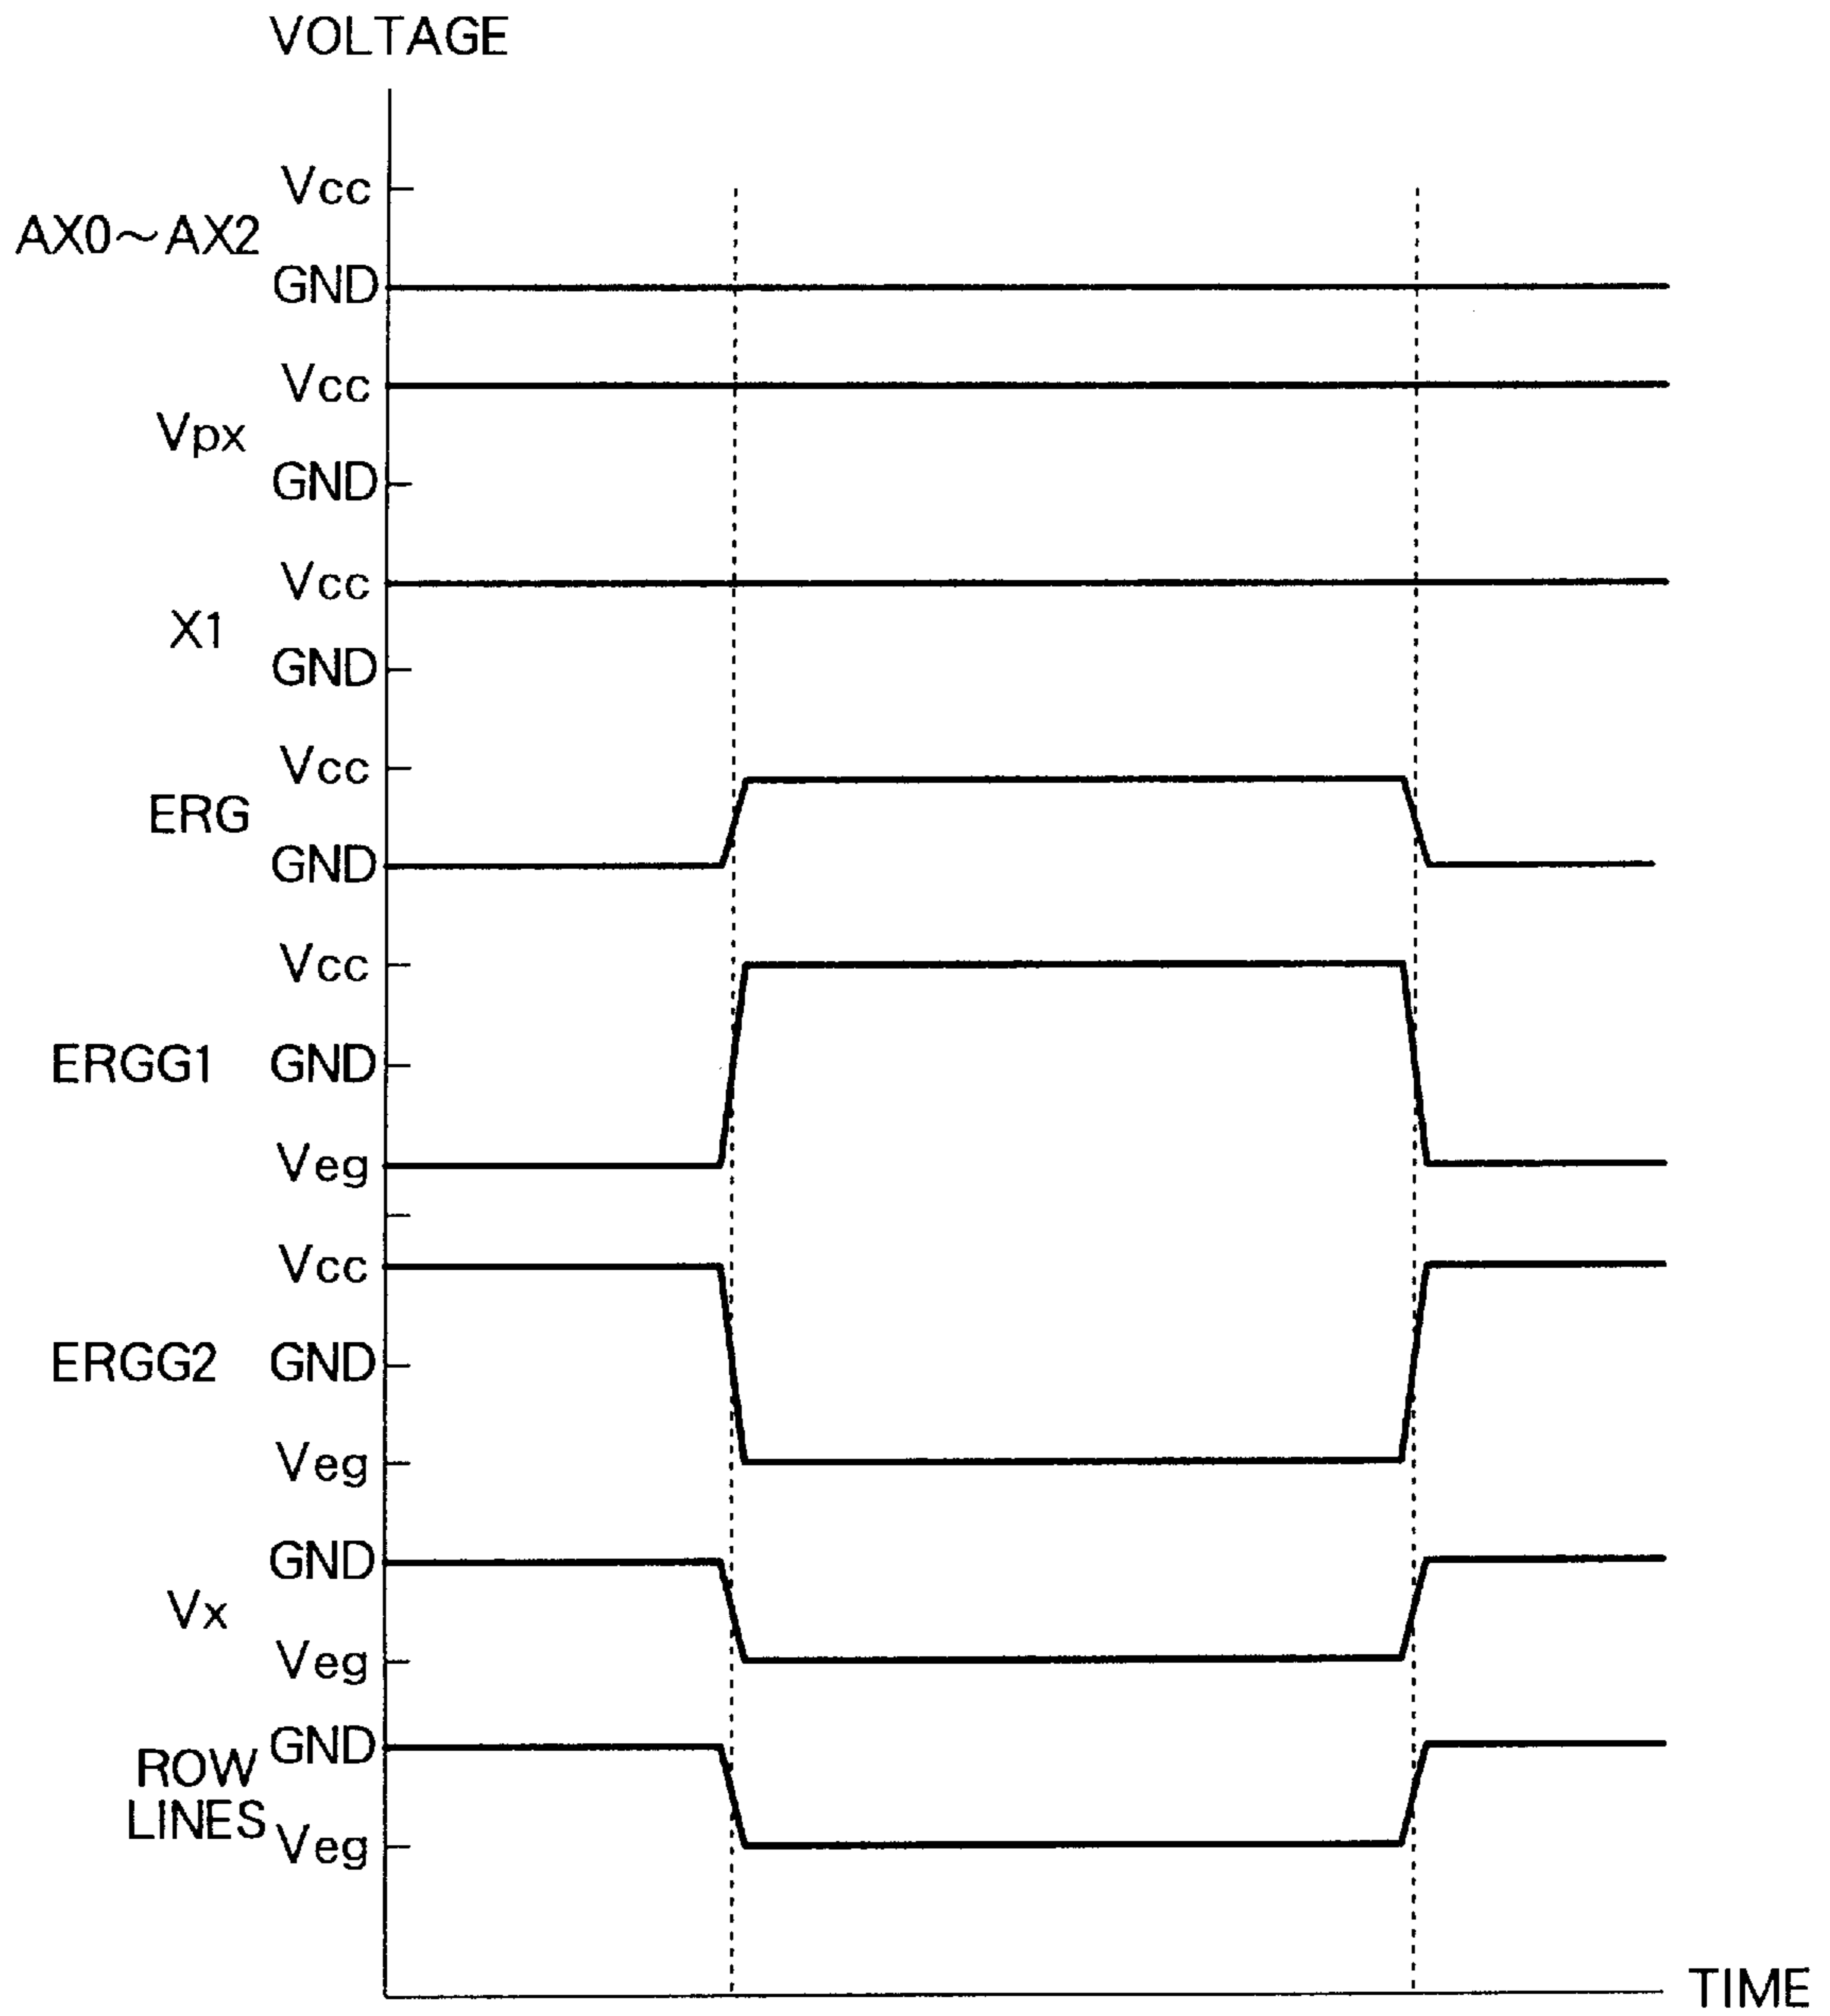 VOLTAGE
Vcc
AX0～AX2
GND
Vcc
Vpx
GND
Vcc
X1
GND
Vcc
ERG
GND
Vcc
ERGG1 GND
Veg
Vcc
ERGG2 GND
Veg
GND
Vx
Veg
GND
ROW
LINES
Veg
TIME